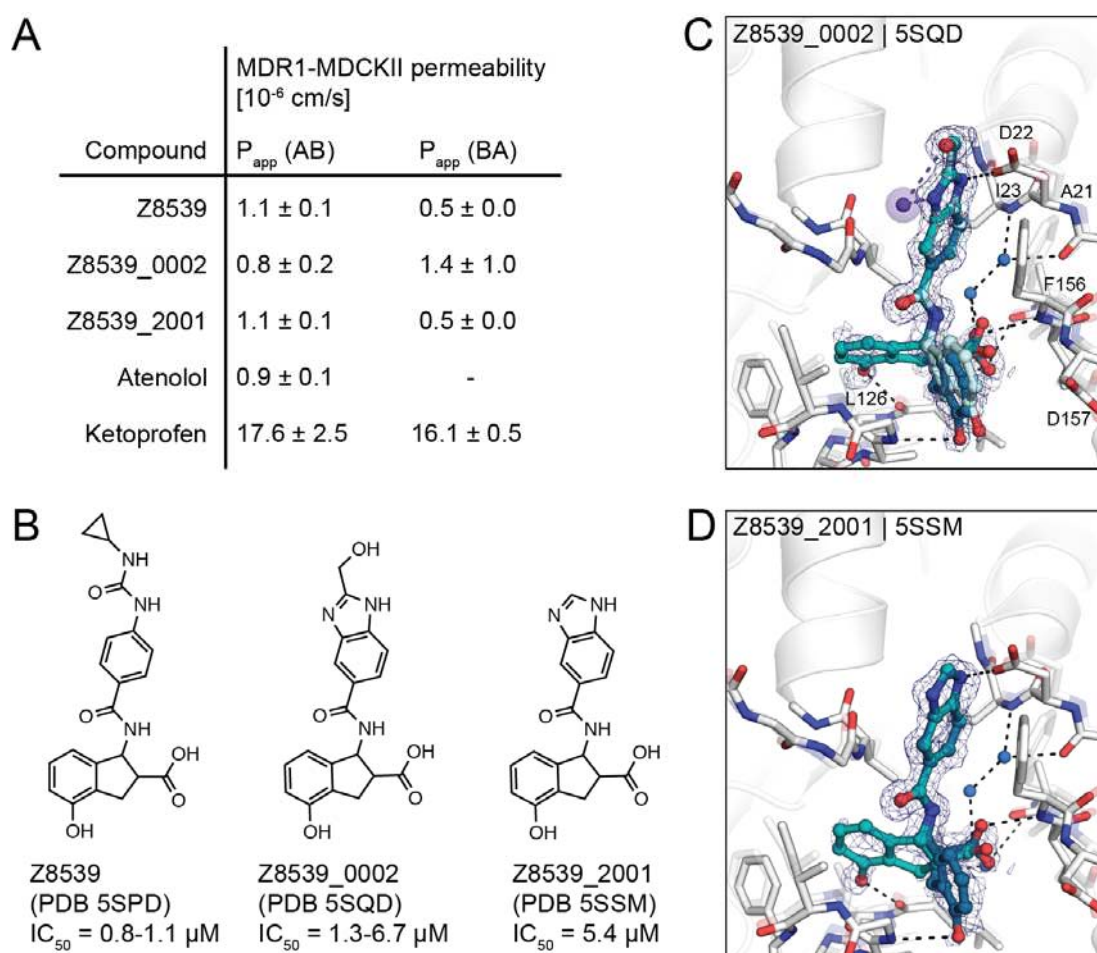 A
MDR1-MDCKII permeability
[10⁻⁶ cm/s]
Compound P_app (AB) P_app (BA)
Z8539 1.1 ± 0.1 0.5 ± 0.0
Z8539_0002 0.8 ± 0.2 1.4 ± 1.0
Z8539_2001 1.1 ± 0.1 0.5 ± 0.0
Atenolol 0.9 ± 0.1 -
Ketoprofen 17.6 ± 2.5 16.1 ± 0.5
B
NH
O
NH
O
NH
OH
O
OH
Z8539
(PDB 5SPD)
IC₅₀ = 0.8-1.1 µM
OH
N
NH
O
NH
OH
O
OH
Z8539_0002
(PDB 5SQD)
IC₅₀ = 1.3-6.7 µM
N
NH
O
NH
OH
O
OH
Z8539_2001
(PDB 5SSM)
IC₅₀ = 5.4 µM
C
Z8539_0002 | 5SQD
D22
I23
A21
F156
L126
D157
D
Z8539_2001 | 5SSM